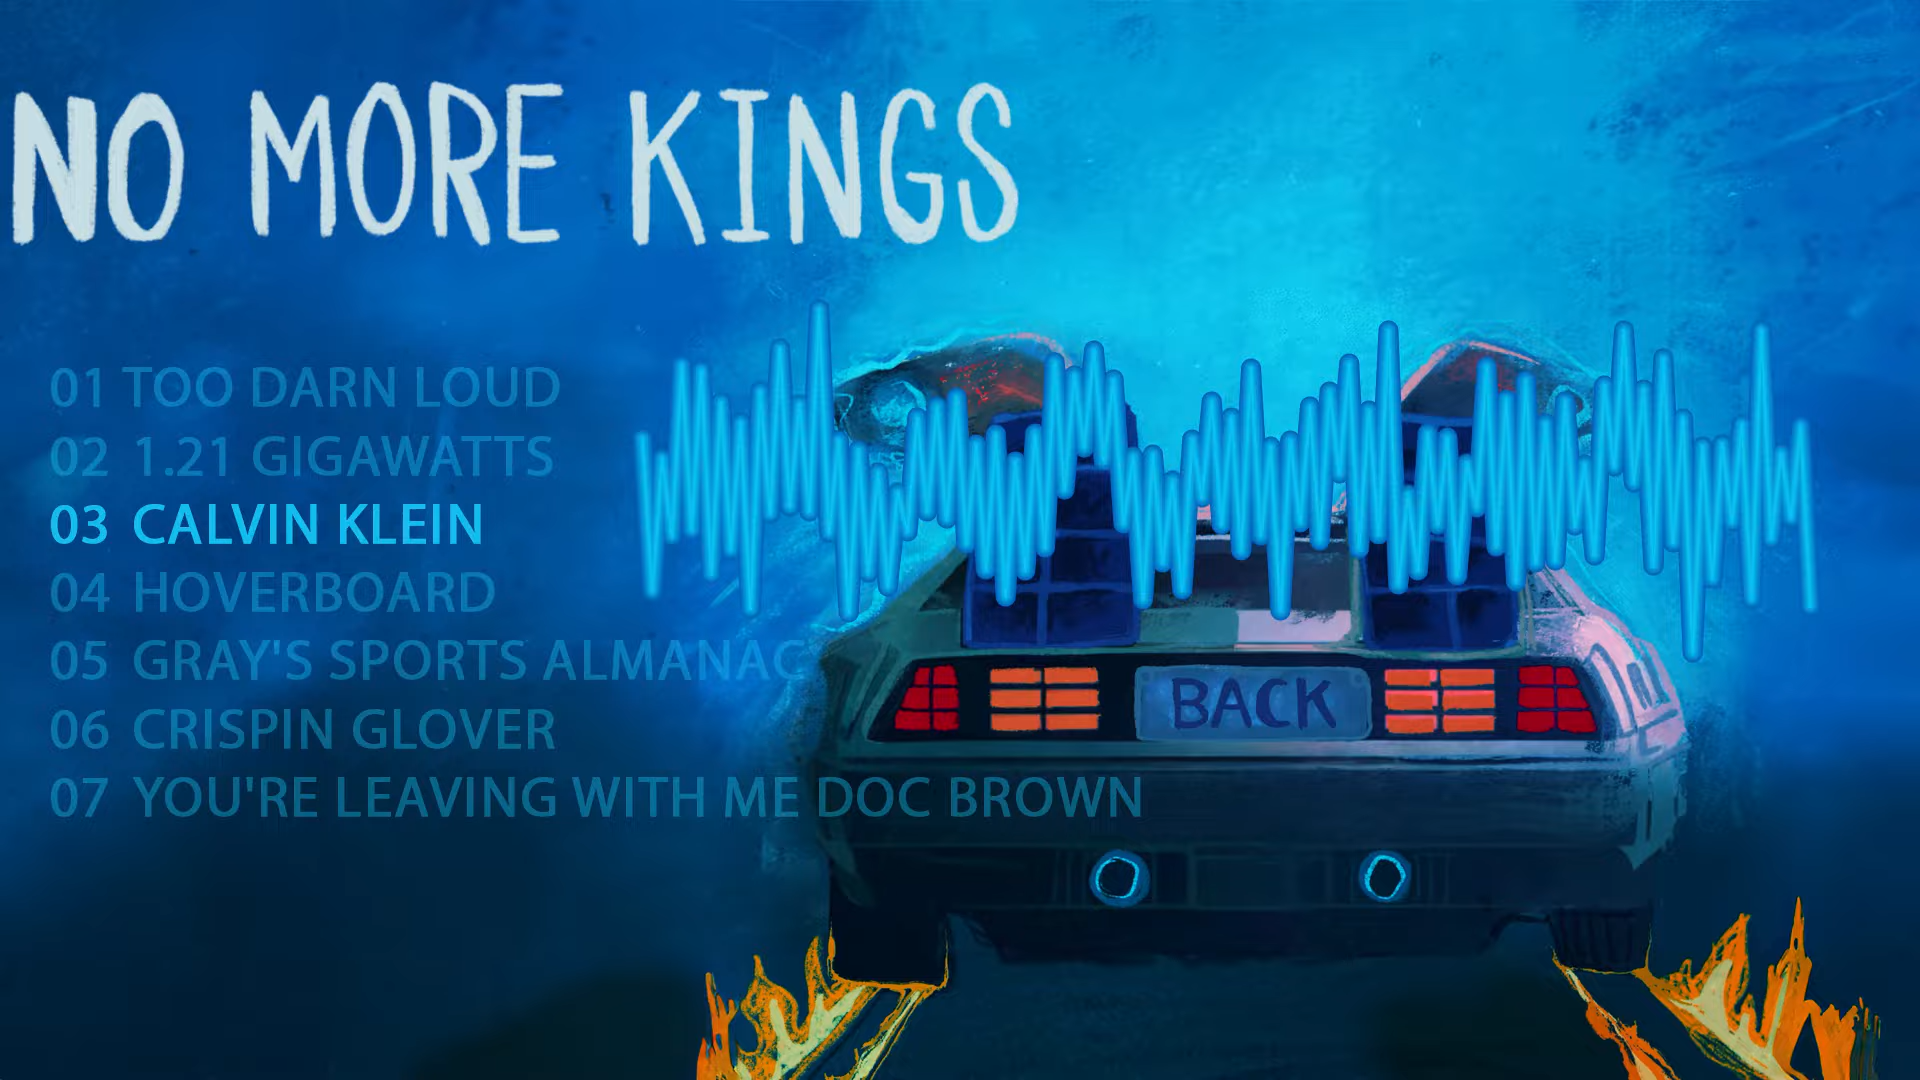 NO MORE KINGS
01 TOO DARN LOUD
02 1.21 GIGAWATTS
03 CALVIN KLEIN
04 HOVERBOARD
05 GRAY'S SPORTS ALMANAC
06 CRISPIN GLOVER
07 YOU'RE LEAVING WITH ME DOC BROWN
BACK